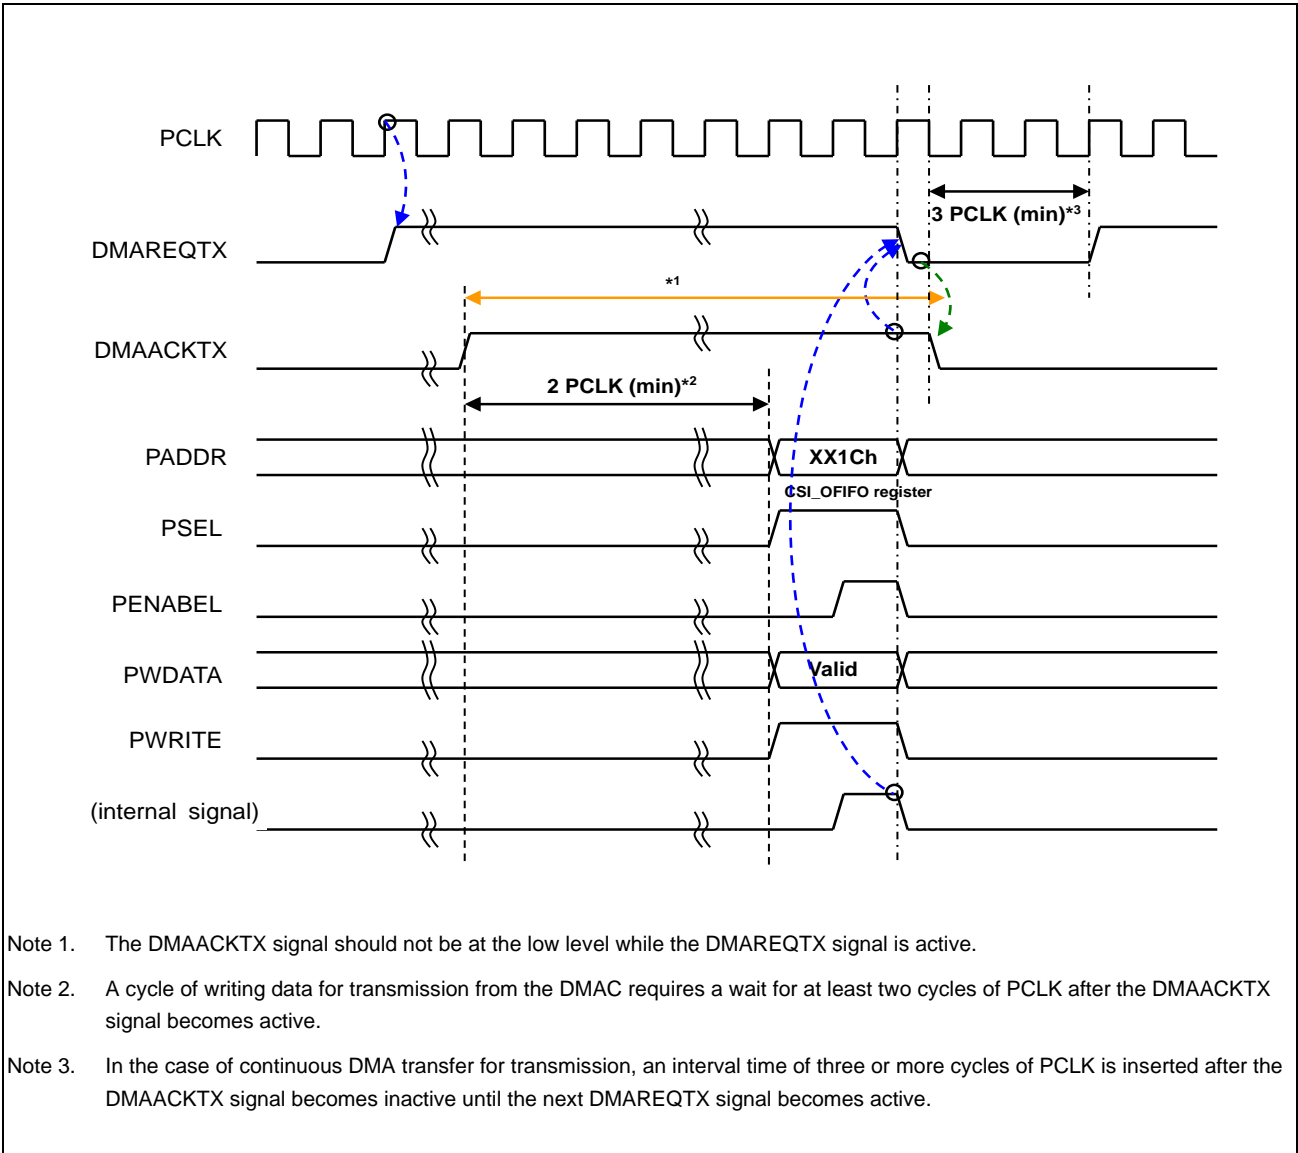 PCLK
3 PCLK (min)*3
DMAREQTX
*1
DMAACKTX
2 PCLK (min)*2
PADDR
XX1Ch
CSI_OFIFO register
PSEL
PENABEL
PWDATA
Valid
PWRITE
(internal signal)
Note 1. The DMAACKTX signal should not be at the low level while the DMAREQTX signal is active.
Note 2. A cycle of writing data for transmission from the DMAC requires a wait for at least two cycles of PCLK after the DMAACKTX
signal becomes active.
Note 3. In the case of continuous DMA transfer for transmission, an interval time of three or more cycles of PCLK is inserted after the
DMAACKTX signal becomes inactive until the next DMAREQTX signal becomes active.